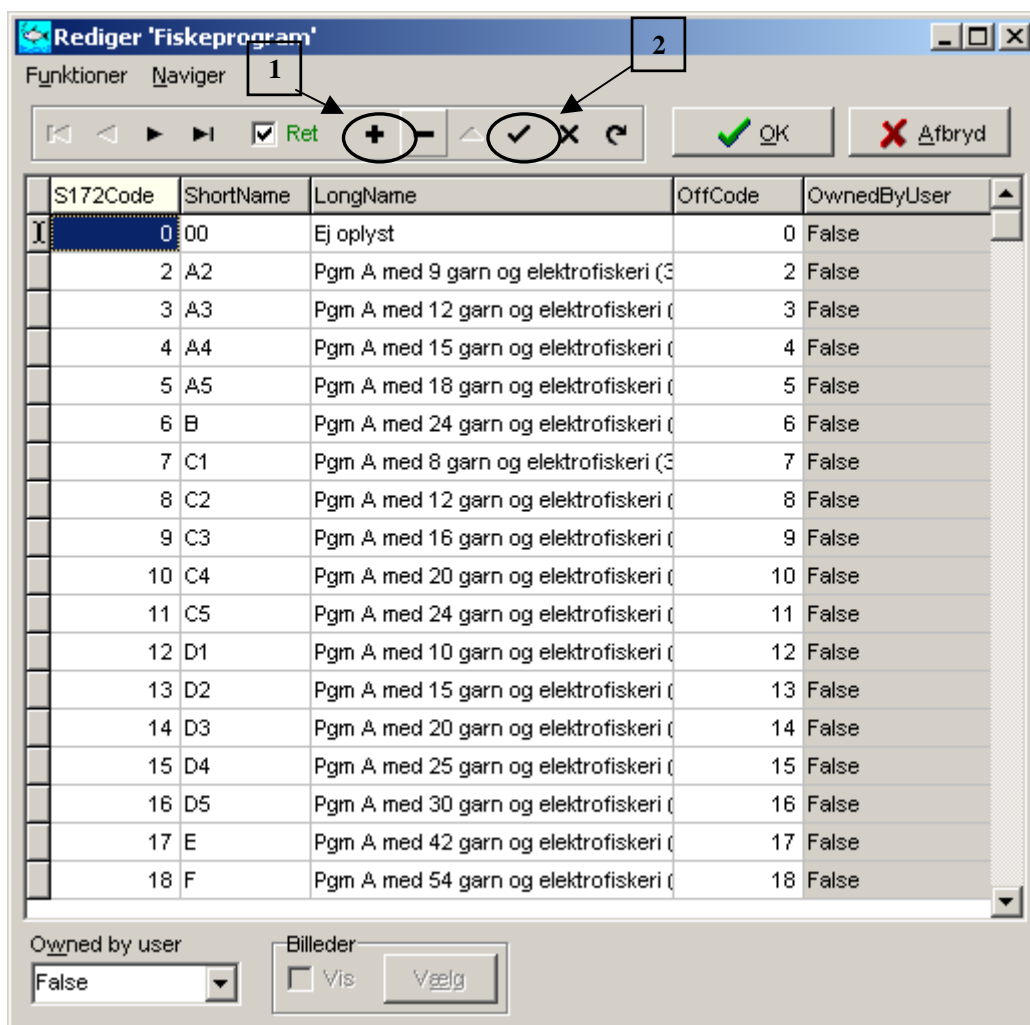 Rediger 'Fiskeprogram'
2
Funktioner Naviger 1
Ret OK Afbryd
S172Code ShortName LongName OffCode OwnedByUser
0 00 Ej oplyst 0 False
2 A2 Pgm A med 9 garn og elektrofiskeri (3 2 False
3 A3 Pgm A med 12 garn og elektrofiskeri ( 3 False
4 A4 Pgm A med 15 garn og elektrofiskeri ( 4 False
5 A5 Pgm A med 18 garn og elektrofiskeri ( 5 False
6 B Pgm A med 24 garn og elektrofiskeri ( 6 False
7 C1 Pgm A med 8 garn og elektrofiskeri (3 7 False
8 C2 Pgm A med 12 garn og elektrofiskeri ( 8 False
9 C3 Pgm A med 16 garn og elektrofiskeri ( 9 False
10 C4 Pgm A med 20 garn og elektrofiskeri ( 10 False
11 C5 Pgm A med 24 garn og elektrofiskeri ( 11 False
12 D1 Pgm A med 10 garn og elektrofiskeri ( 12 False
13 D2 Pgm A med 15 garn og elektrofiskeri ( 13 False
14 D3 Pgm A med 20 garn og elektrofiskeri ( 14 False
15 D4 Pgm A med 25 garn og elektrofiskeri ( 15 False
16 D5 Pgm A med 30 garn og elektrofiskeri ( 16 False
17 E Pgm A med 42 garn og elektrofiskeri ( 17 False
18 F Pgm A med 54 garn og elektrofiskeri ( 18 False
Owned by user Billeder
False Vis Vælg